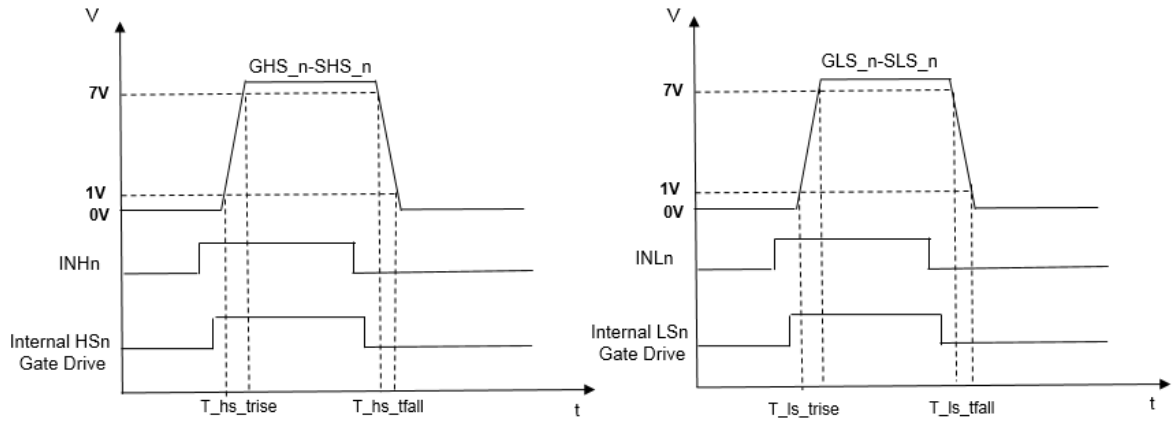 V
GHS_n-SHS_n
7V
1V
0V
INHn
Internal HSn
Gate Drive
T_hs_trise
T_hs_tfall
t
V
GLS_n-SLS_n
7V
1V
0V
INLn
Internal LSn
Gate Drive
T_ls_trise
T_ls_tfall
t